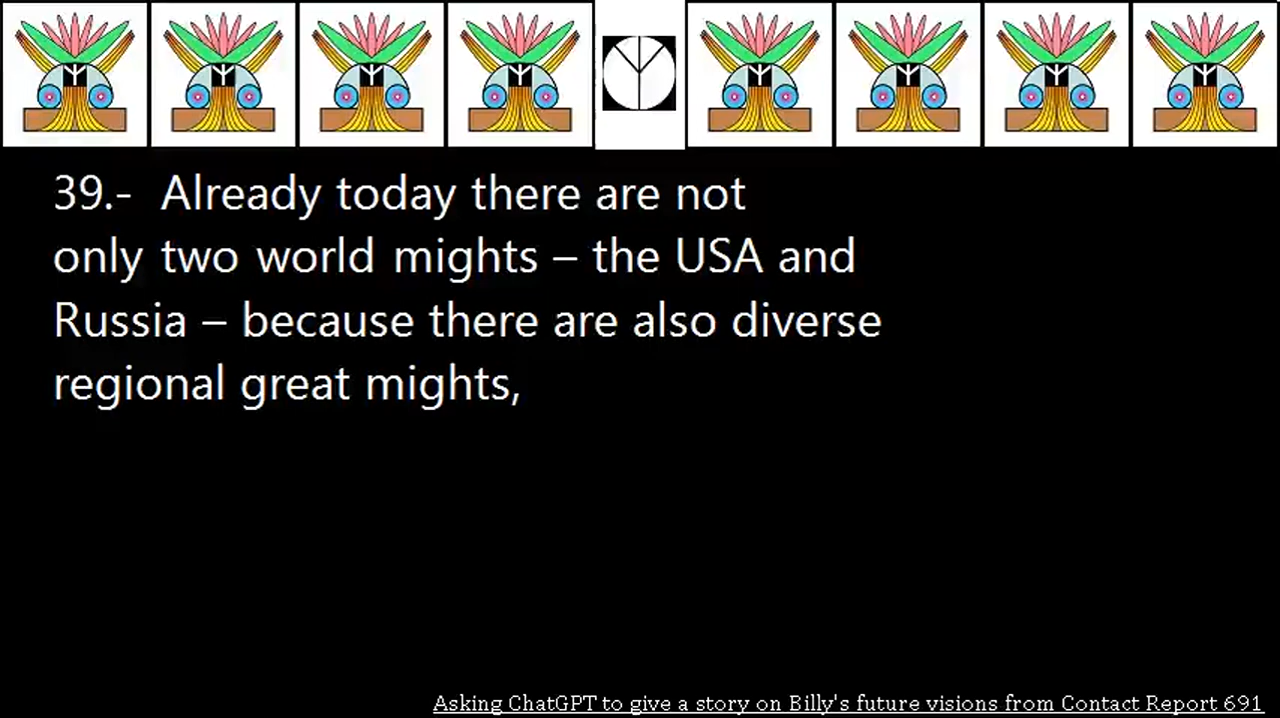 39.- Already today there are not
only two world mights – the USA and
Russia – because there are also diverse
regional great mights,
Asking ChatGPT to give a story on Billy's future visions from Contact Report 691